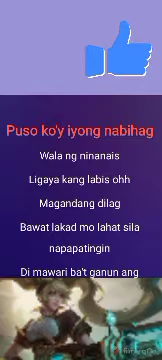 Puso ko'y iyong nabihag
Wala ng ninanais
Ligaya kang labis ohh
Magandang dilag
Bawat lakad mo lahat sila
napapatingin
Di mawari ba't ganun ang